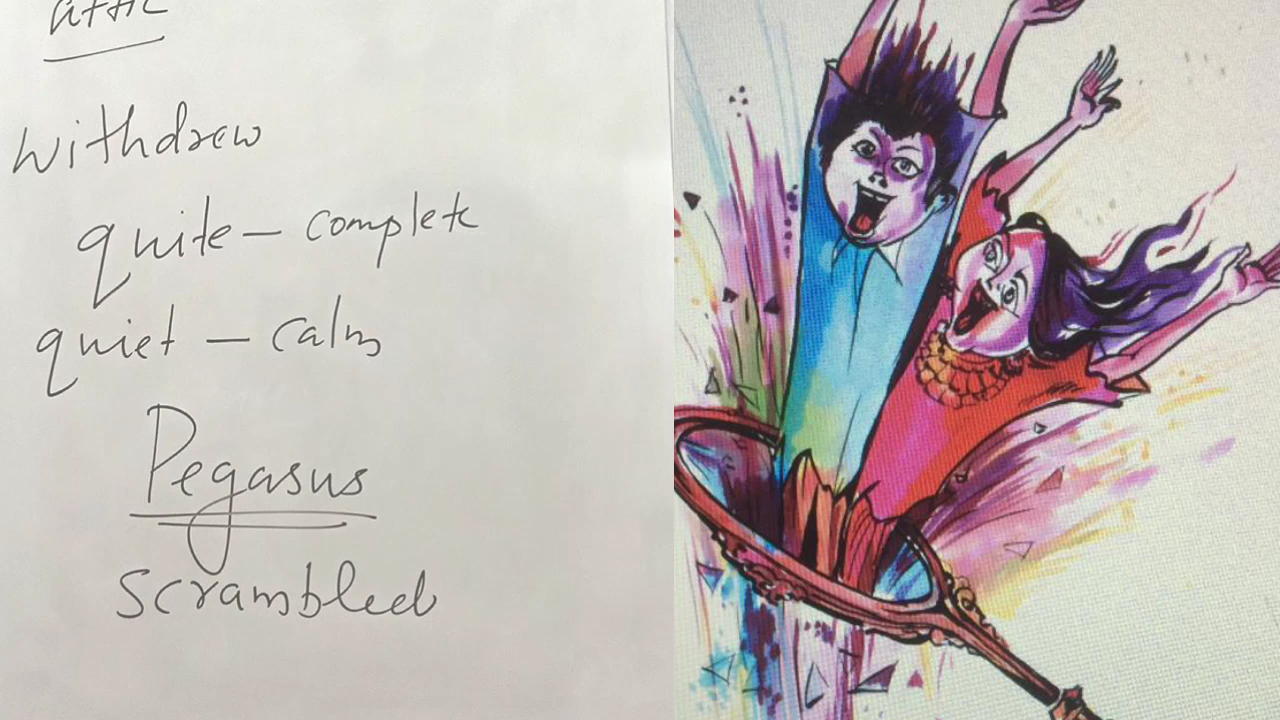 attic
withdrew
quite – complete
quiet – calm
Pegasus
scrambled